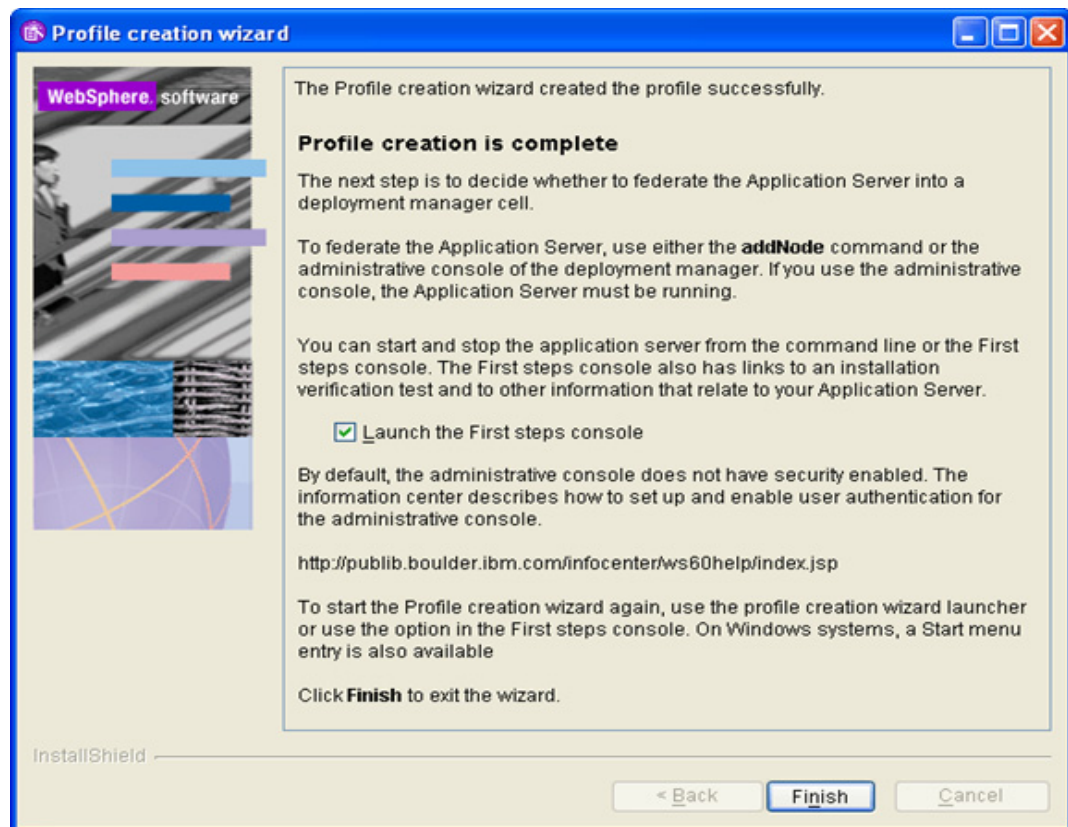 Profile creation wizard
WebSphere. software
The Profile creation wizard created the profile successfully.
Profile creation is complete
The next step is to decide whether to federate the Application Server into a
deployment manager cell.
To federate the Application Server, use either the addNode command or the
administrative console of the deployment manager. If you use the administrative
console, the Application Server must be running.
You can start and stop the application server from the command line or the First
steps console. The First steps console also has links to an installation
verification test and to other information that relate to your Application Server.
Launch the First steps console
By default, the administrative console does not have security enabled. The
information center describes how to set up and enable user authentication for
the administrative console.
http://publib.boulder.ibm.com/infocenter/ws60help/index.jsp
To start the Profile creation wizard again, use the profile creation wizard launcher
or use the option in the First steps console. On Windows systems, a Start menu
entry is also available
Click Finish to exit the wizard.
InstallShield
< Back Finish Cancel